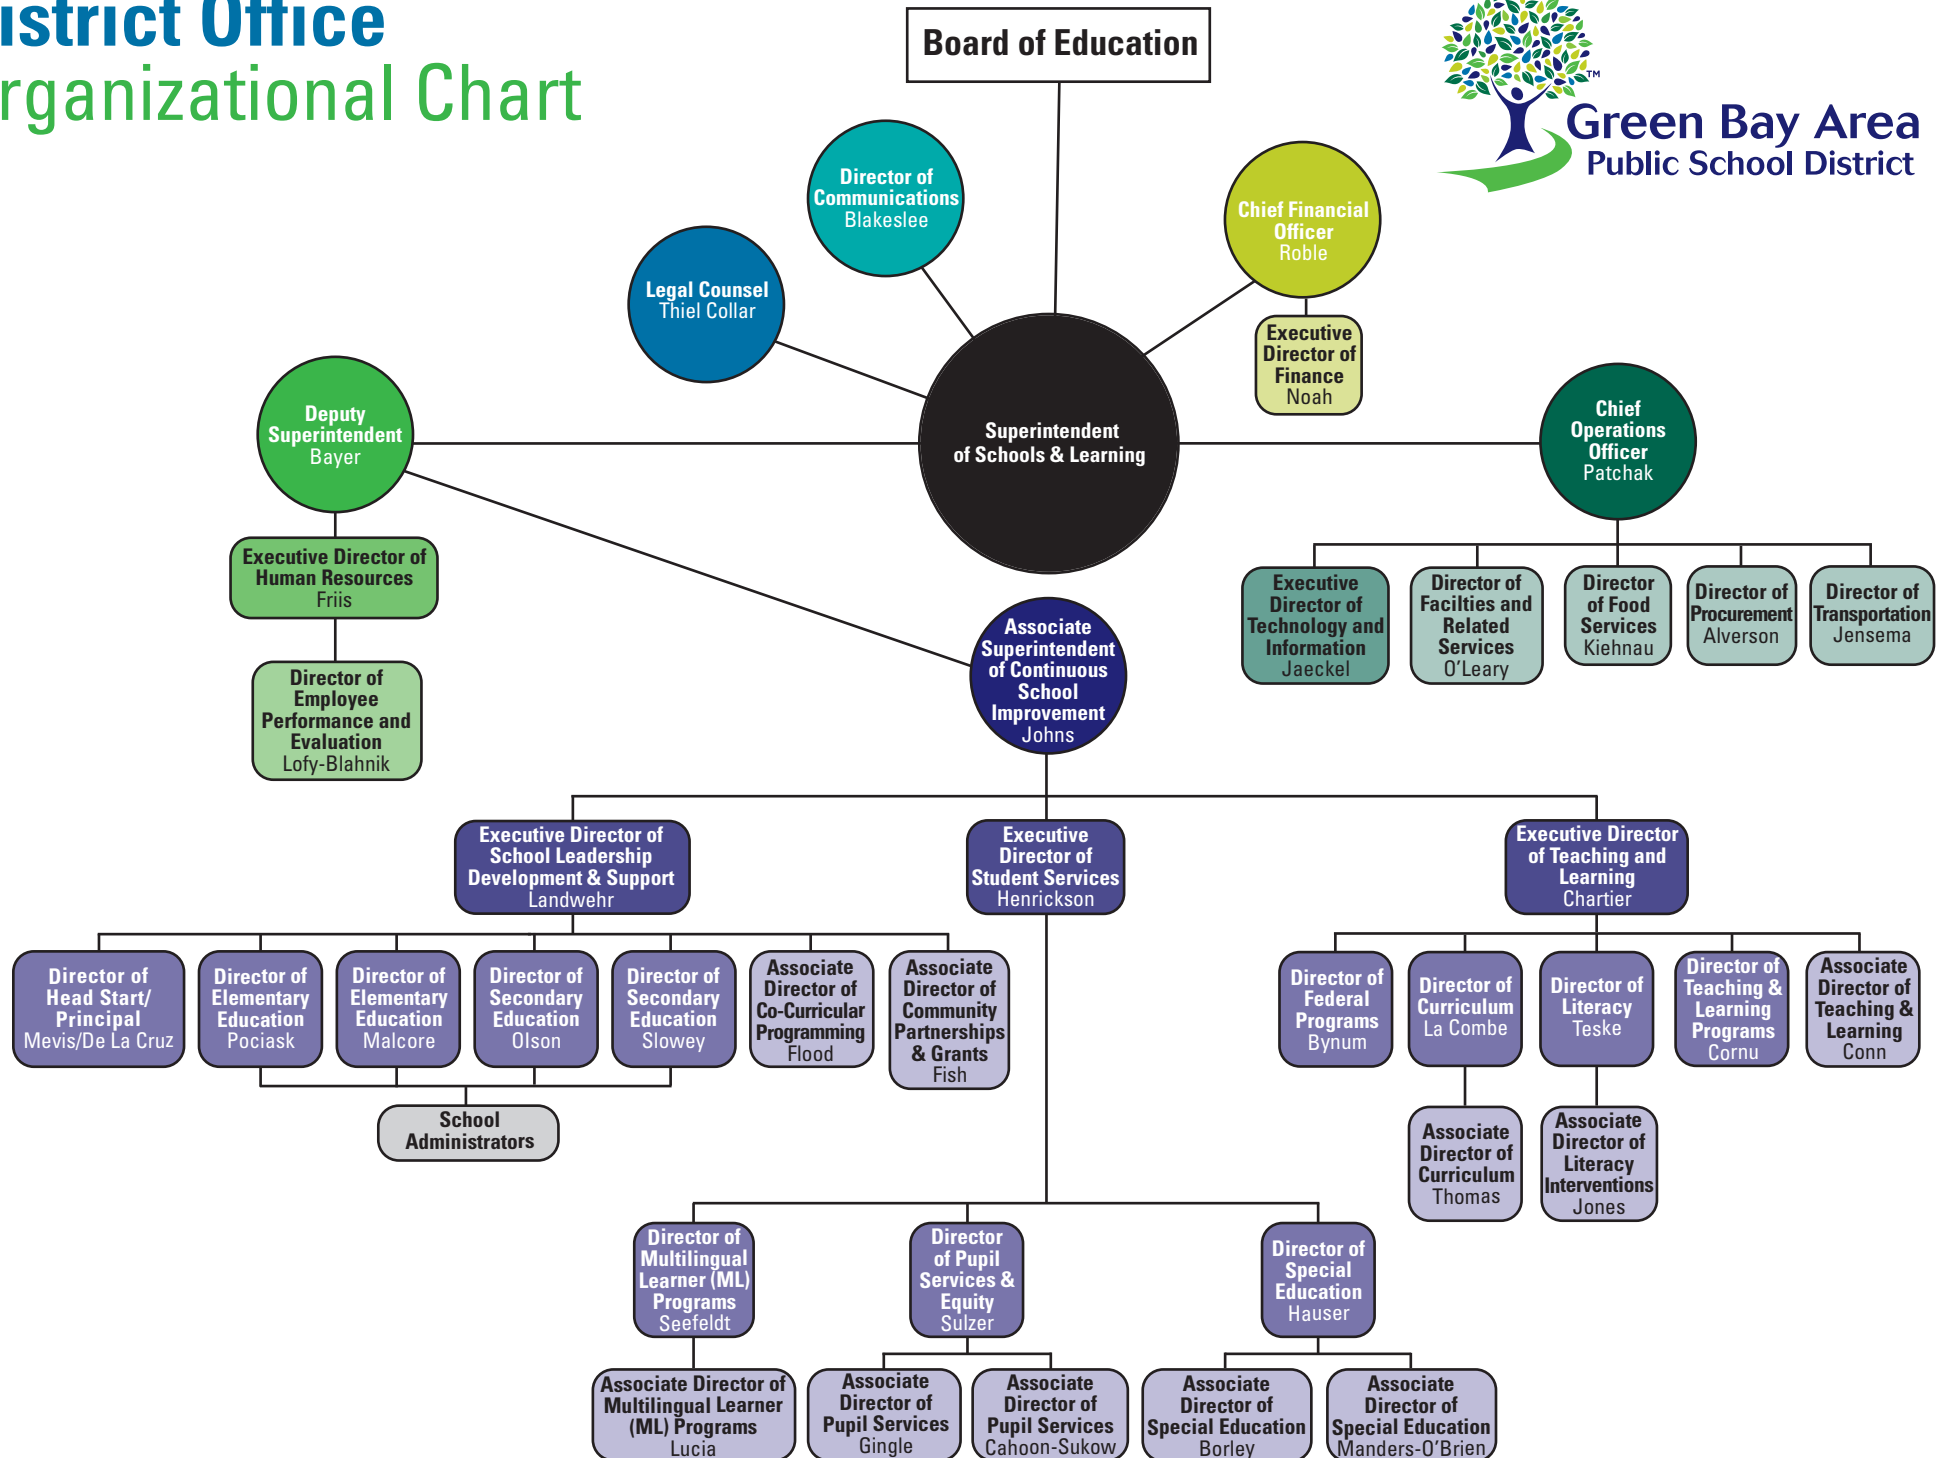 istrict Office
rganizational Chart
Board of Education
TM
Green Bay Area
Public School District
Director of
Communications
Blakeslee
Chief Financial
Officer
Roble
Legal Counsel
Thiel Collar
Executive
Director of
Finance
Noah
Deputy
Superintendent
Bayer
Superintendent
of Schools & Learning
Chief
Operations
Officer
Patchak
Executive Director of
Human Resources
Friis
Director of
Employee
Performance and
Evaluation
Lofy-Blahnik
Associate
Superintendent
of Continuous
School
Improvement
Johns
Executive
Director of
Technology and
Information
Jaeckel
Director of
Facilties and
Related
Services
O'Leary
Director
of Food
Services
Kiehnau
Director of
Procurement
Alverson
Director of
Transportation
Jensema
Executive Director of
School Leadership
Development & Support
Landwehr
Executive
Director of
Student Services
Henrickson
Executive Director
of Teaching and
Learning
Chartier
Director of
Head Start/
Principal
Mevis/De La Cruz
Director of
Elementary
Education
Pociask
Director of
Elementary
Education
Malcore
Director of
Secondary
Education
Olson
Director of
Secondary
Education
Slowey
Associate
Director of
Co-Curricular
Programming
Flood
Associate
Director of
Community
Partnerships
& Grants
Fish
Director of
Federal
Programs
Bynum
Director of
Curriculum
La Combe
Director of
Literacy
Teske
Director of
Teaching &
Learning
Programs
Cornu
Associate
Director of
Teaching &
Learning
Conn
School
Administrators
Associate
Director of
Curriculum
Thomas
Associate
Director of
Literacy
Interventions
Jones
Director of
Multilingual
Learner (ML)
Programs
Seefeldt
Director
of Pupil
Services &
Equity
Sulzer
Director of
Special
Education
Hauser
Associate Director of
Multilingual Learner
(ML) Programs
Lucia
Associate
Director of
Pupil Services
Gingle
Associate
Director of
Pupil Services
Cahoon-Sukow
Associate
Director of
Special Education
Borley
Associate
Director of
Special Education
Manders-O'Brien